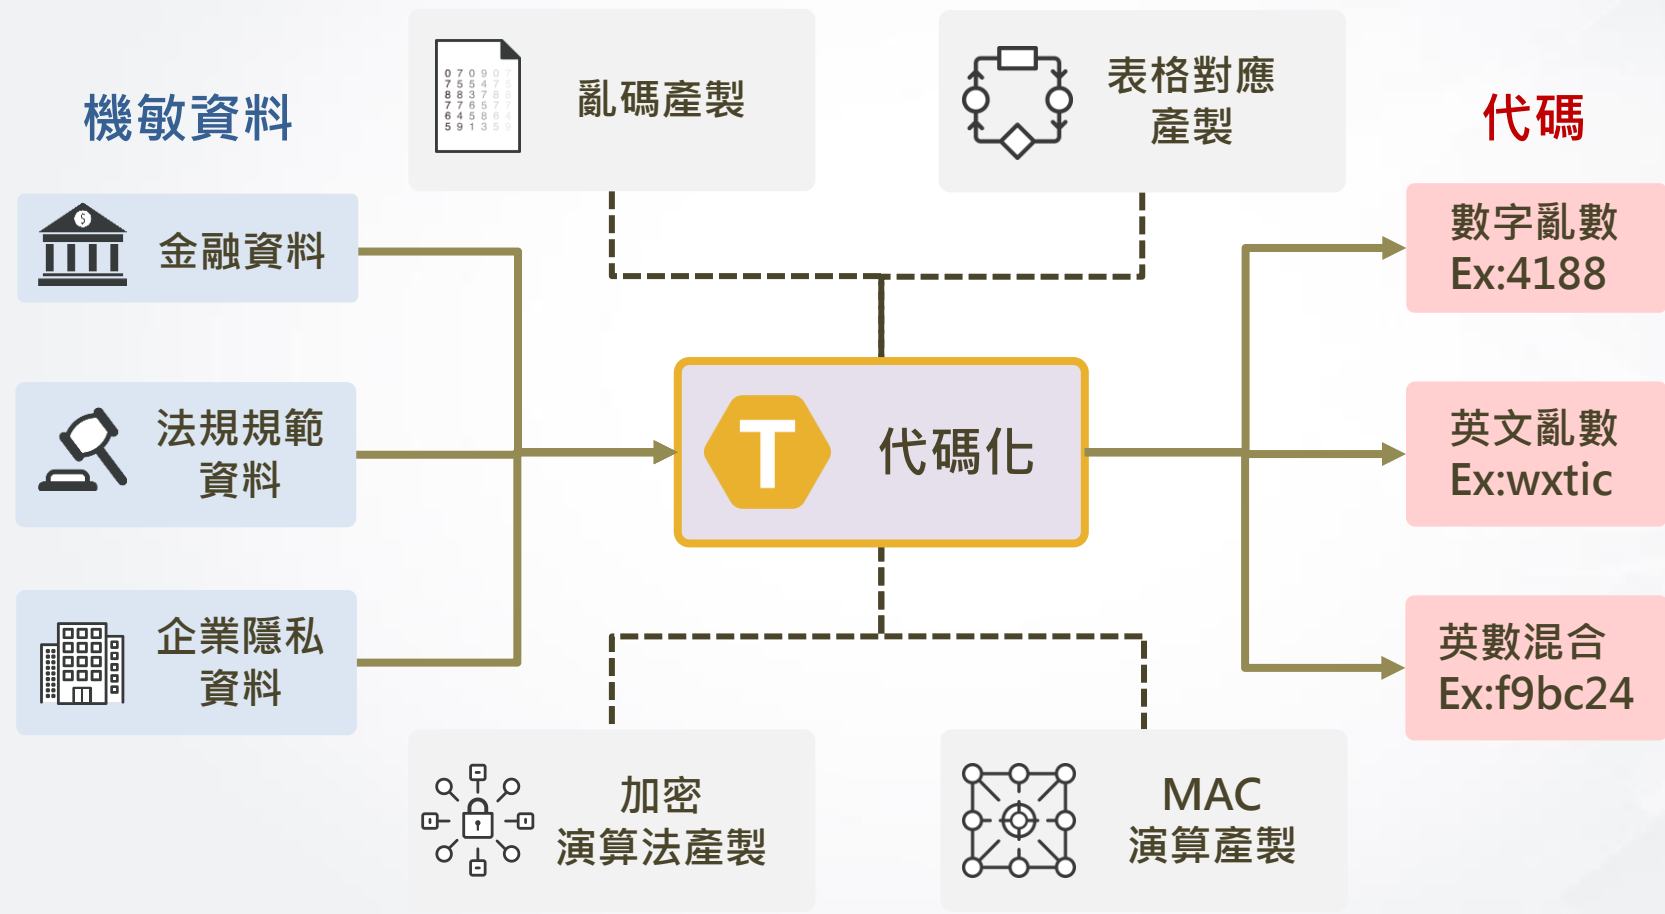 機敏資料
金融資料
法規規範
資料
企業隱私
資料
亂碼產製
表格對應
產製
T
代碼化
加密
演算法產製
MAC
演算產製
代碼
數字亂數
Ex:4188
英文亂數
Ex:wxtic
英數混合
Ex:f9bc24